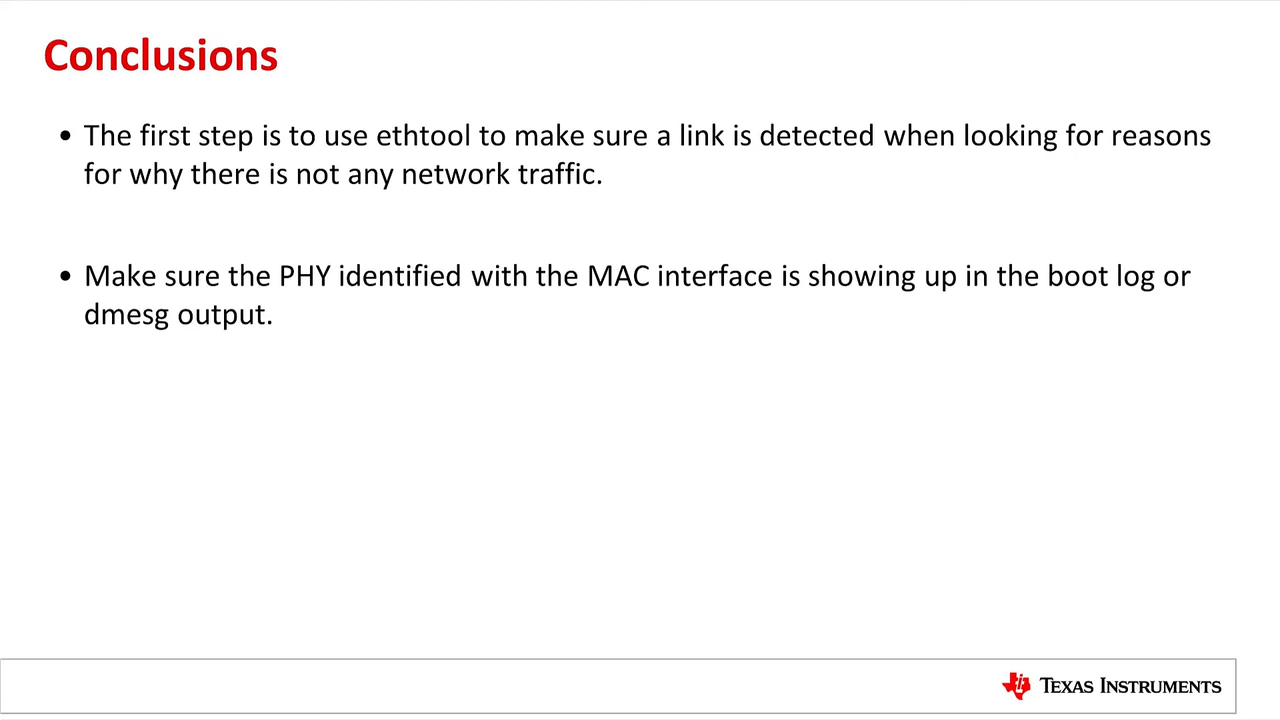 Conclusions
• The first step is to use ethtool to make sure a link is detected when looking for reasons
for why there is not any network traffic.
• Make sure the PHY identified with the MAC interface is showing up in the boot log or
dmesg output.
TEXAS INSTRUMENTS